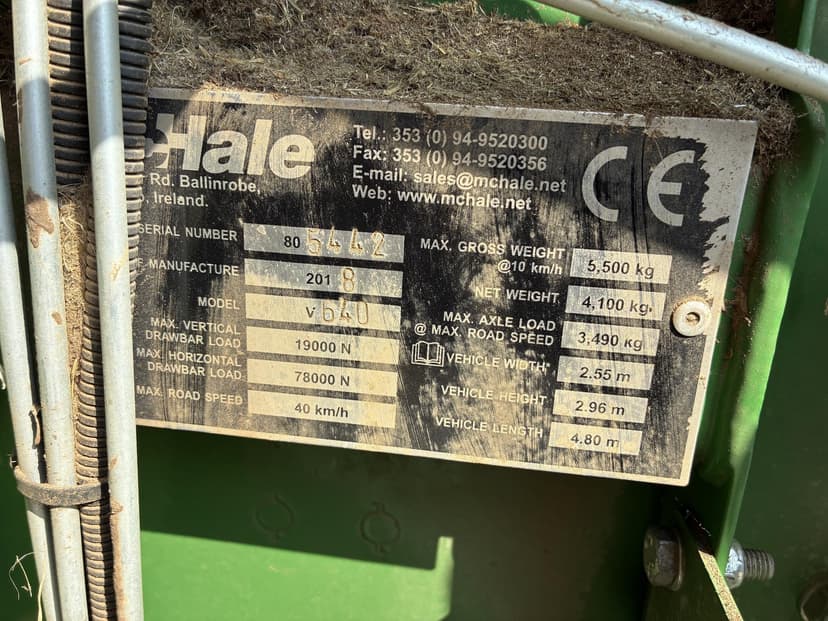 Hale
Rd. Ballinrobe,
Ireland.
Tel.: 353 (0) 94-9520300
Fax: 353 (0) 94-9520356
E-mail: sales@mchale.net
Web: www.mchale.net
CE
SERIAL NUMBER 80 5442
MANUFACTURE 201 8
MODEL V 640
MAX. VERTICAL
DRAWBAR LOAD 19000 N
MAX. HORIZONTAL
DRAWBAR LOAD 78000 N
MAX. ROAD SPEED 40 km/h
MAX. GROSS WEIGHT
@10 km/h 5,500 kg
NET WEIGHT 4,100 kg
MAX. AXLE LOAD
@ MAX. ROAD SPEED 3,490 kg
VEHICLE WIDTH* 2.55 m
VEHICLE HEIGHT 2.96 m
VEHICLE LENGTH 4.80 m